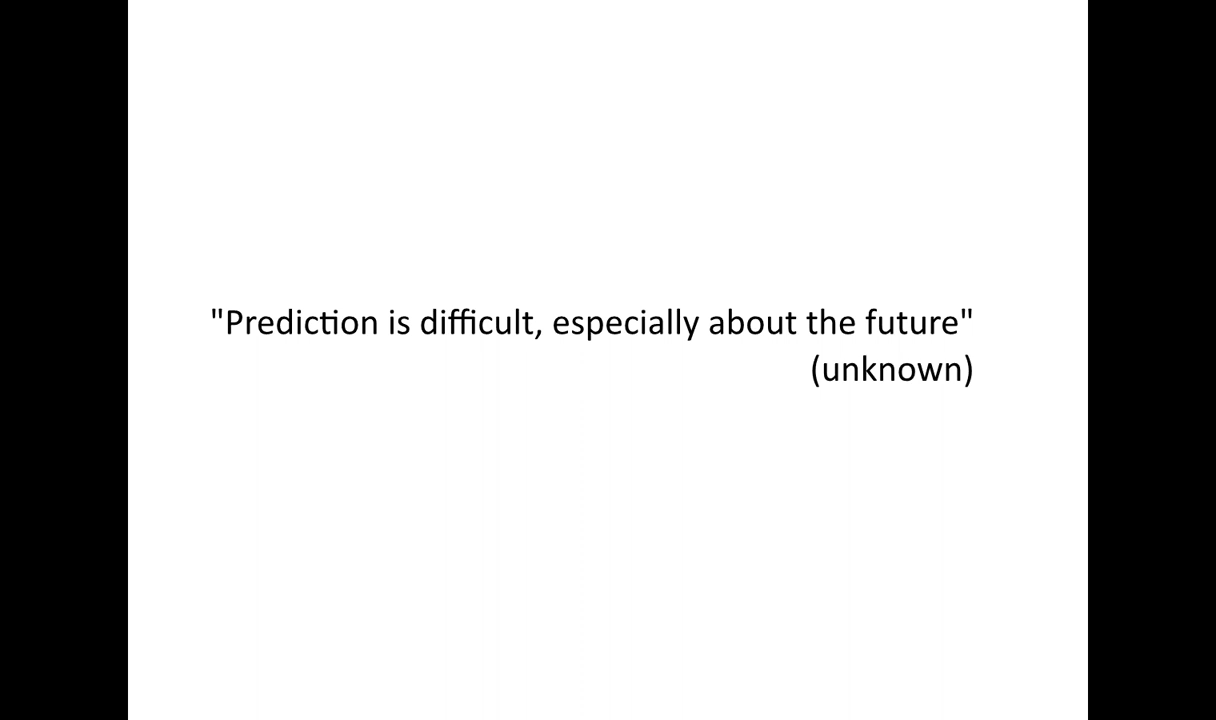 "Prediction is difficult, especially about the future"
(unknown)